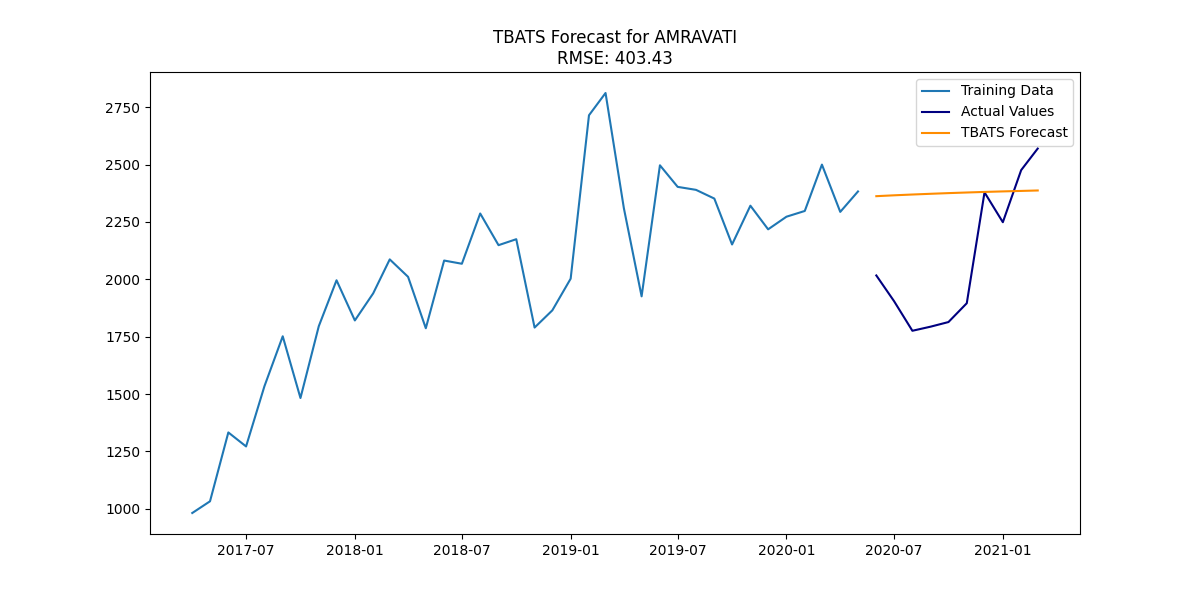 TBATS Forecast for AMRAVATI
RMSE: 403.43
Training Data
Actual Values
TBATS Forecast
2750
2500
2250
2000
1750
1500
1250
1000
2017-07 2018-01 2018-07 2019-01 2019-07 2020-01 2020-07 2021-01